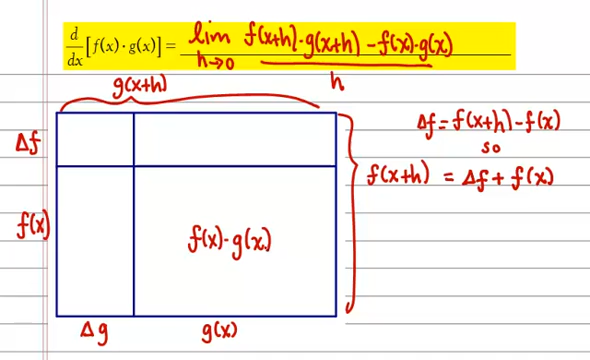 d/dx [f(x)·g(x)] = lim h→0 f(x+h)·g(x+h) - f(x)·g(x) / h
g(x+h)
Δf
Δf = f(x+h) - f(x)
so
f(x+h) = Δf + f(x)
f(x)
f(x)·g(x)
Δg
g(x)